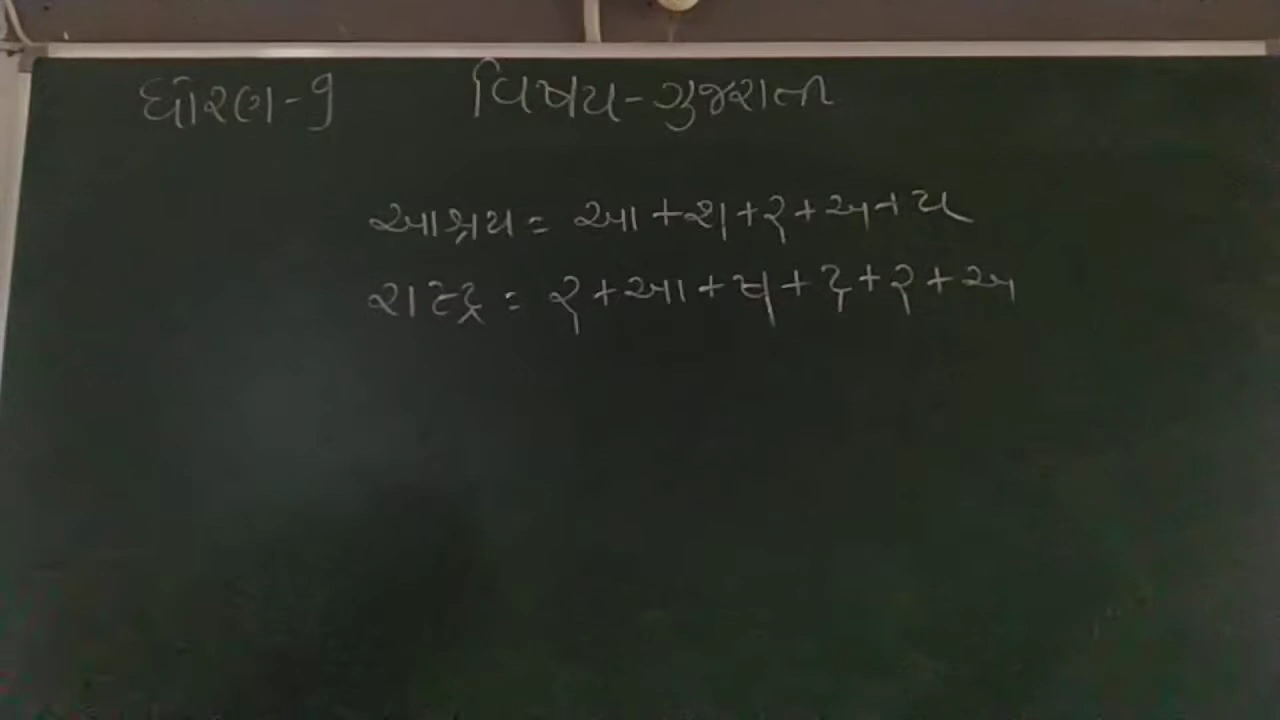 ધોરણ-9 વિષય-ગુજરાતી
આશ્રય = આ+શ્+ર્+અ+ય
રાષ્ટ્ર = ર્+આ+ષ્+ટ્+ર્+અ